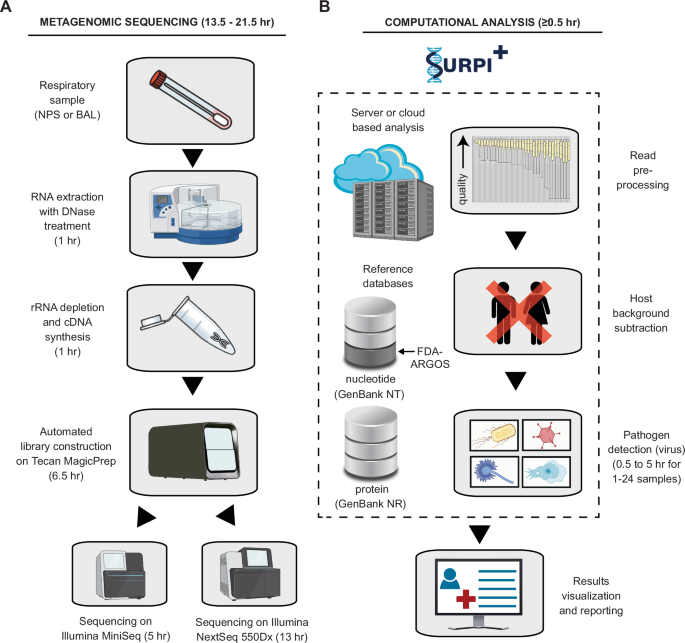 A
METAGENOMIC SEQUENCING (13.5 - 21.5 hr)
Respiratory
sample
(NPS or BAL)
RNA extraction
with DNase
treatment
(1 hr)
rRNA depletion
and cDNA
synthesis
(1 hr)
Automated
library construction
on Tecan MagicPrep
(6.5 hr)
Sequencing on
Illumina MiniSeq (5 hr)
Sequencing on Illumina
NextSeq 550Dx (13 hr)
B
COMPUTATIONAL ANALYSIS (≥0.5 hr)
SURPI+
Server or cloud
based analysis
quality
Read
pre-
processing
Reference
databases
FDA-
ARGOS
nucleotide
(GenBank NT)
Host
background
subtraction
protein
(GenBank NR)
Pathogen
detection (virus)
(0.5 to 5 hr for
1-24 samples)
Results
visualization
and reporting